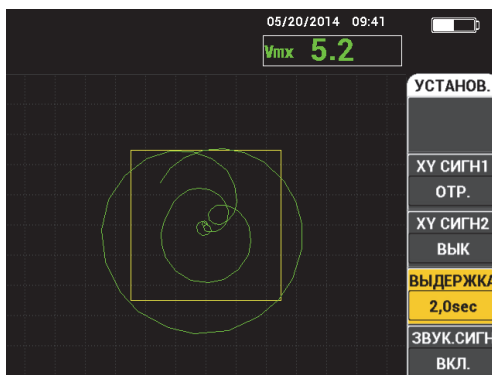 05/20/2014 09:41
Vmx 5.2
УСТАНОВ.
XY СИГН1
ОТР.
XY СИГН2
ВЫК
ВЫДЕРЖКА
2,0sec
ЗВУК.СИГН
ВКЛ.